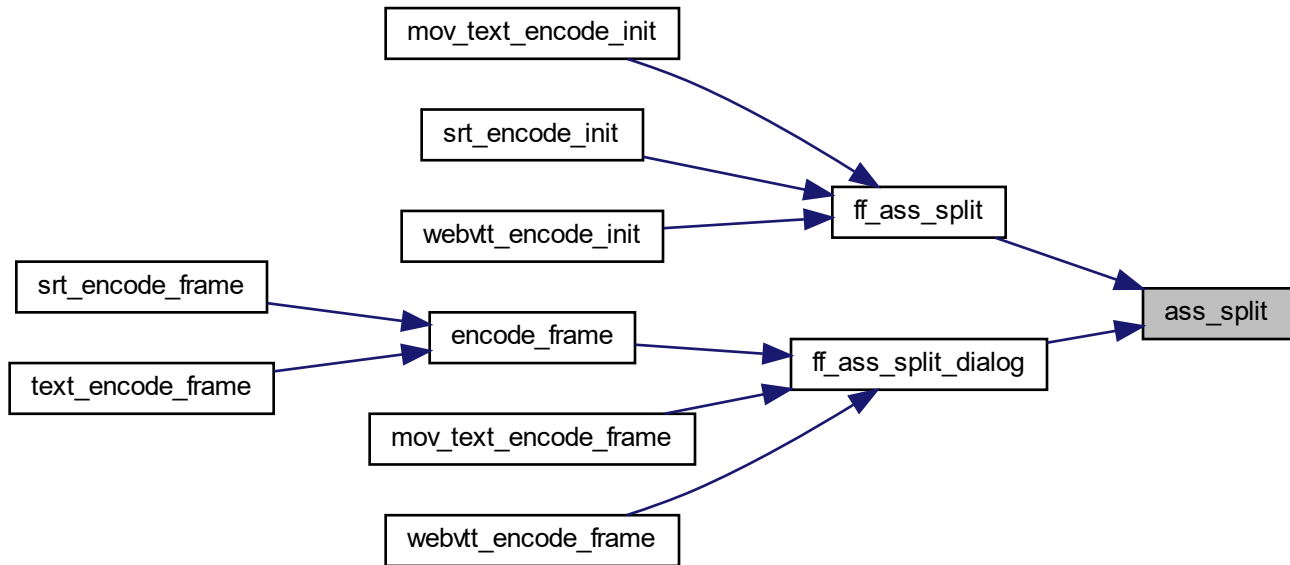 mov_text_encode_init
srt_encode_init
ff_ass_split
webvtt_encode_init
srt_encode_frame
ass_split
encode_frame
ff_ass_split_dialog
text_encode_frame
mov_text_encode_frame
webvtt_encode_frame